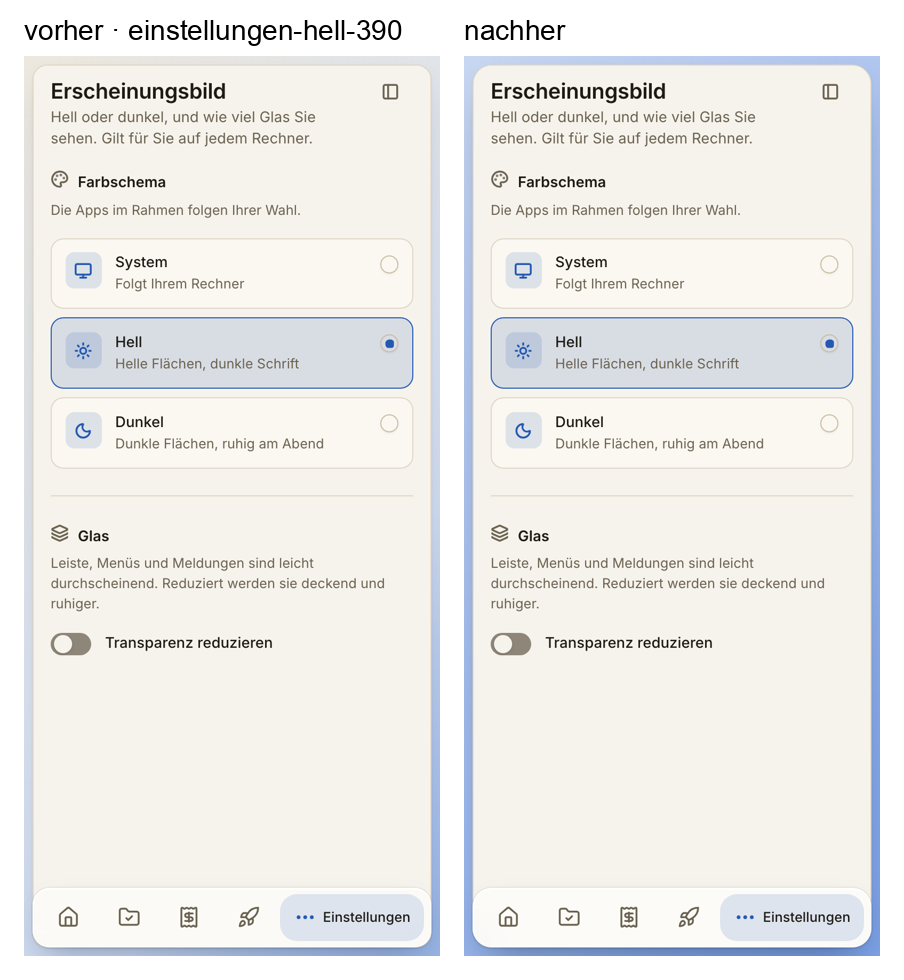 vorher · einstellungen-hell-390
Erscheinungsbild
Hell oder dunkel, und wie viel Glas Sie
sehen. Gilt für Sie auf jedem Rechner.
Farbschema
Die Apps im Rahmen folgen Ihrer Wahl.
System
Folgt Ihrem Rechner
Hell
Helle Flächen, dunkle Schrift
Dunkel
Dunkle Flächen, ruhig am Abend
Glas
Leiste, Menüs und Meldungen sind leicht
durchscheinend. Reduziert werden sie deckend und
ruhiger.
Transparenz reduzieren
Einstellungen
nachher
Erscheinungsbild
Hell oder dunkel, und wie viel Glas Sie
sehen. Gilt für Sie auf jedem Rechner.
Farbschema
Die Apps im Rahmen folgen Ihrer Wahl.
System
Folgt Ihrem Rechner
Hell
Helle Flächen, dunkle Schrift
Dunkel
Dunkle Flächen, ruhig am Abend
Glas
Leiste, Menüs und Meldungen sind leicht
durchscheinend. Reduziert werden sie deckend und
ruhiger.
Transparenz reduzieren
Einstellungen